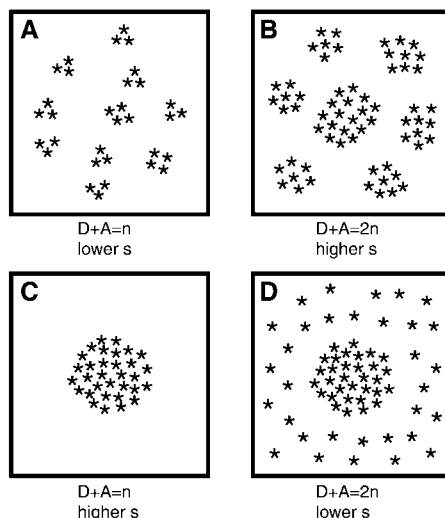 A
B
D+A=n
lower s
D+A=2n
higher s
C
D
D+A=n
higher s
D+A=2n
lower s